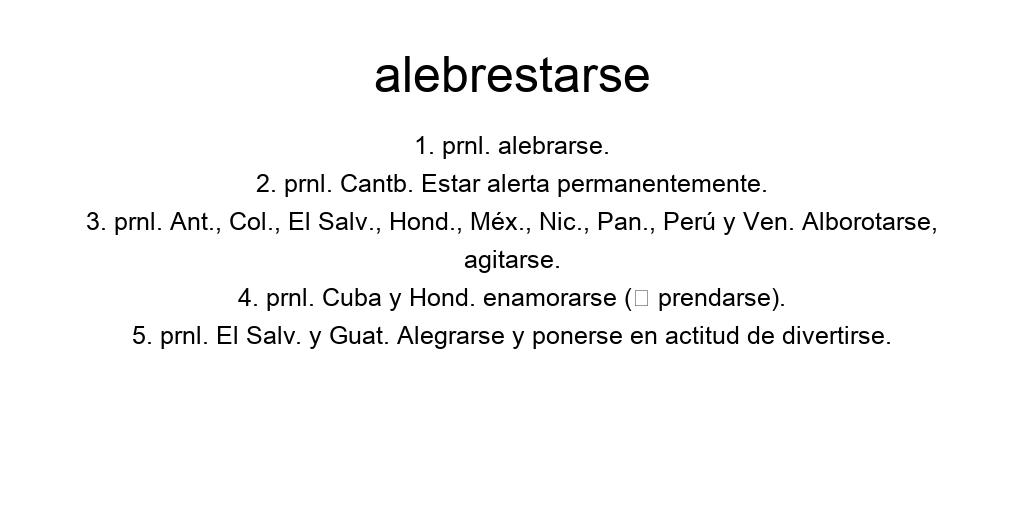 alebrestarse
1. prnl. alebrarse.
2. prnl. Cantb. Estar alerta permanentemente.
3. prnl. Ant., Col., El Salv., Hond., Méx., Nic., Pan., Perú y Ven. Alborotarse,
agitarse.
4. prnl. Cuba y Hond. enamorarse (□ prendarse).
5. prnl. El Salv. y Guat. Alegrarse y ponerse en actitud de divertirse.